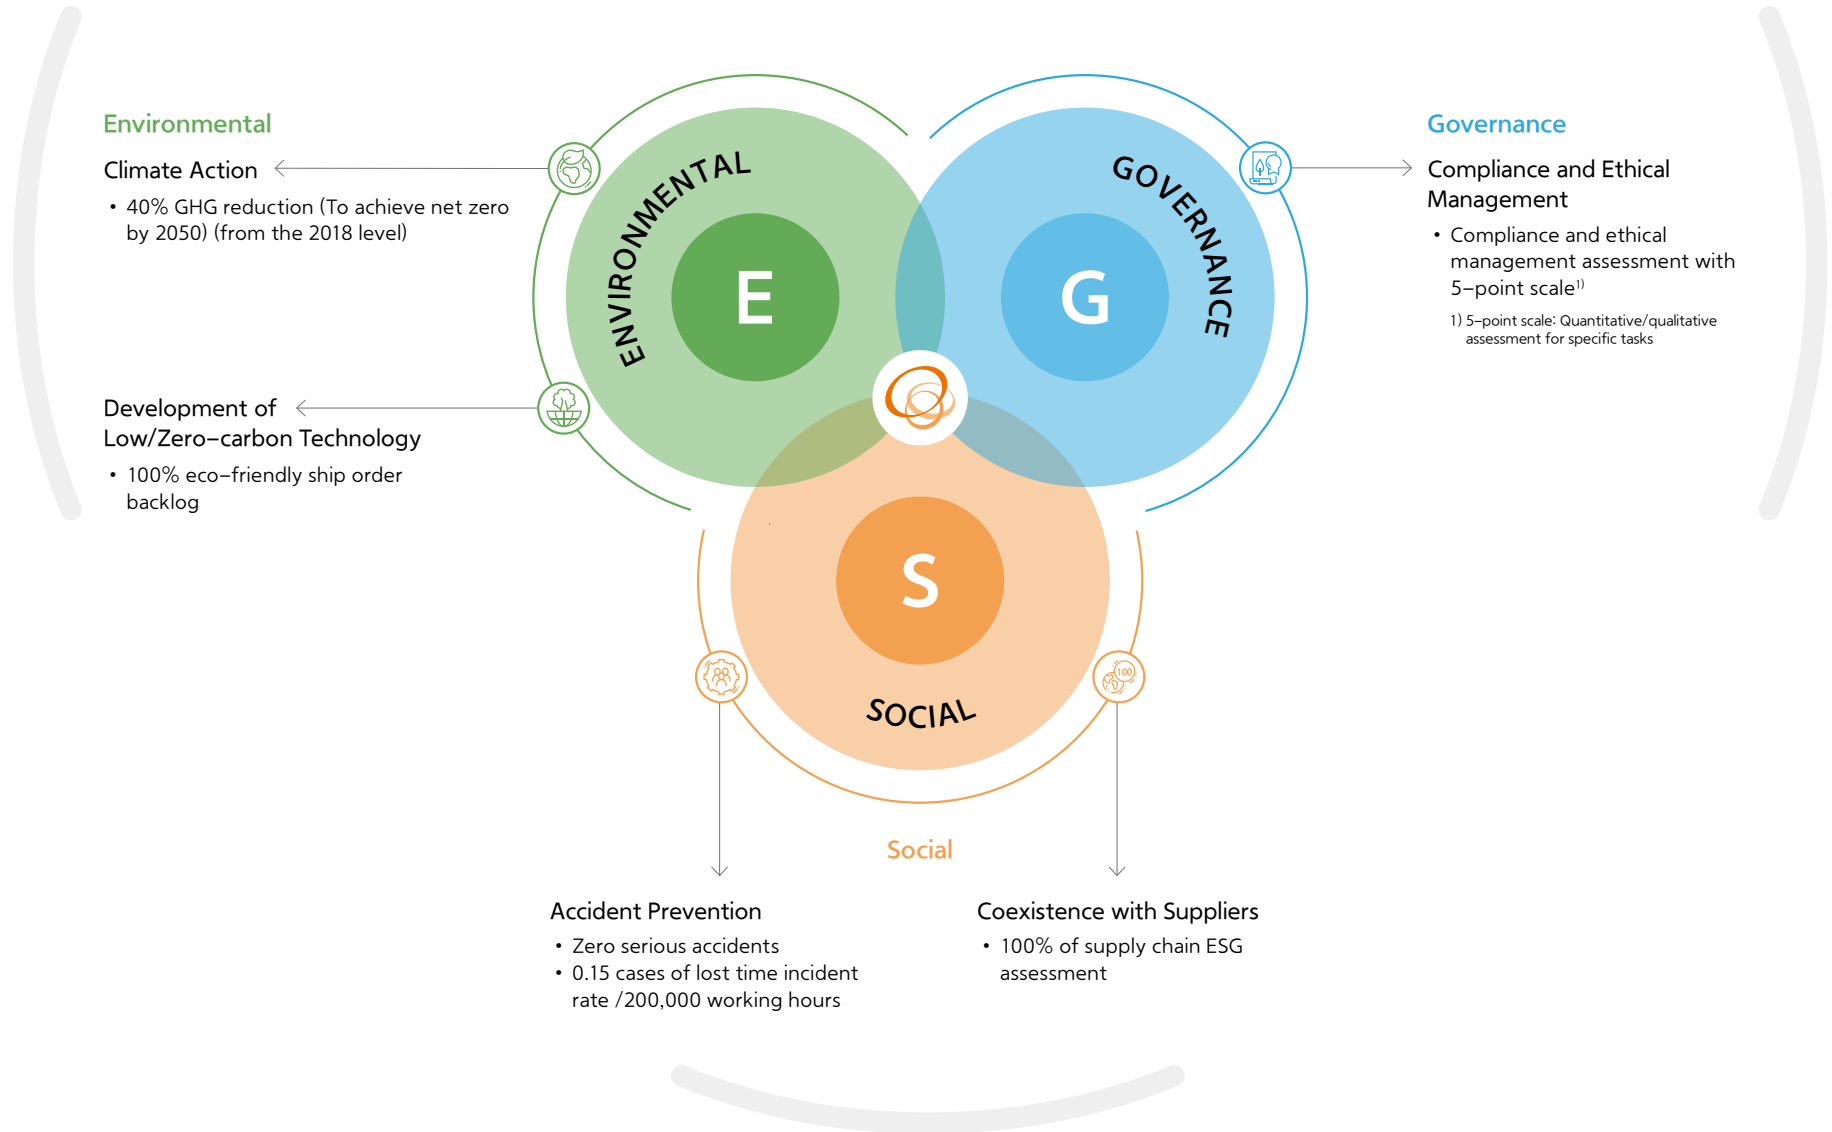 Environmental
Climate Action
• 40% GHG reduction (To achieve net zero
by 2050) (from the 2018 level)
Development of
Low/Zero-carbon Technology
• 100% eco-friendly ship order
backlog
ENVIRONMENTAL
E
GOVERNANCE
G
S
SOCIAL
100
Governance
Compliance and Ethical
Management
• Compliance and ethical
management assessment with
5-point scale1)
1) 5-point scale: Quantitative/qualitative
assessment for specific tasks
Social
Accident Prevention
• Zero serious accidents
• 0.15 cases of lost time incident
rate /200,000 working hours
Coexistence with Suppliers
• 100% of supply chain ESG
assessment